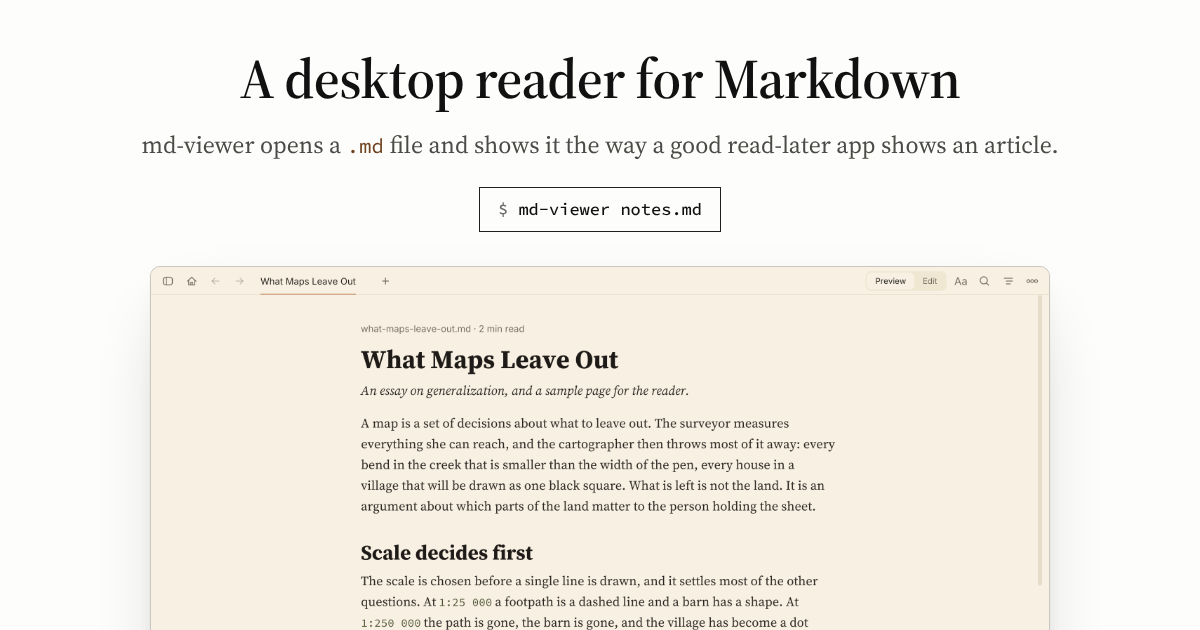 A desktop reader for Markdown
md-viewer opens a .md file and shows it the way a good read-later app shows an article.
$ md-viewer notes.md
What Maps Leave Out
Preview Edit Aa
what-maps-leave-out.md · 2 min read
What Maps Leave Out
An essay on generalization, and a sample page for the reader.
A map is a set of decisions about what to leave out. The surveyor measures
everything she can reach, and the cartographer then throws most of it away: every
bend in the creek that is smaller than the width of the pen, every house in a
village that will be drawn as one black square. What is left is not the land. It is an
argument about which parts of the land matter to the person holding the sheet.
Scale decides first
The scale is chosen before a single line is drawn, and it settles most of the other
questions. At 1:25 000 a footpath is a dashed line and a barn has a shape. At
1:250 000 the path is gone, the barn is gone, and the village has become a dot